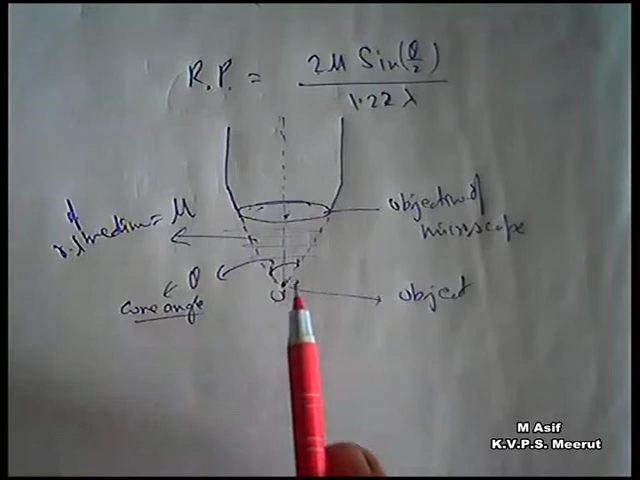 R.P. = 2μ Sin(θ/2) / 1.22 λ
objective of
microscope
r.i of medium = μ
θ
cone angle
object
M Asif
K.V.P.S. Meerut